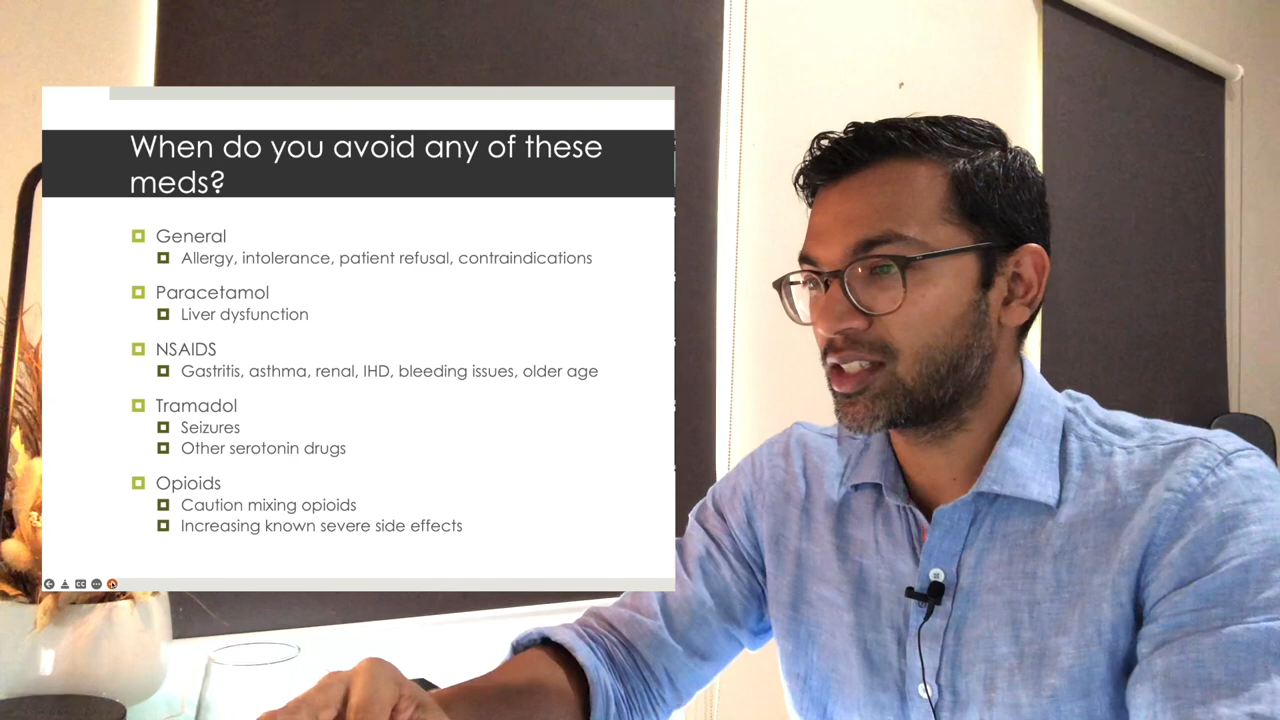 When do you avoid any of these
meds?
General
Allergy, intolerance, patient refusal, contraindications
Paracetamol
Liver dysfunction
NSAIDS
Gastritis, asthma, renal, IHD, bleeding issues, older age
Tramadol
Seizures
Other serotonin drugs
Opioids
Caution mixing opioids
Increasing known severe side effects